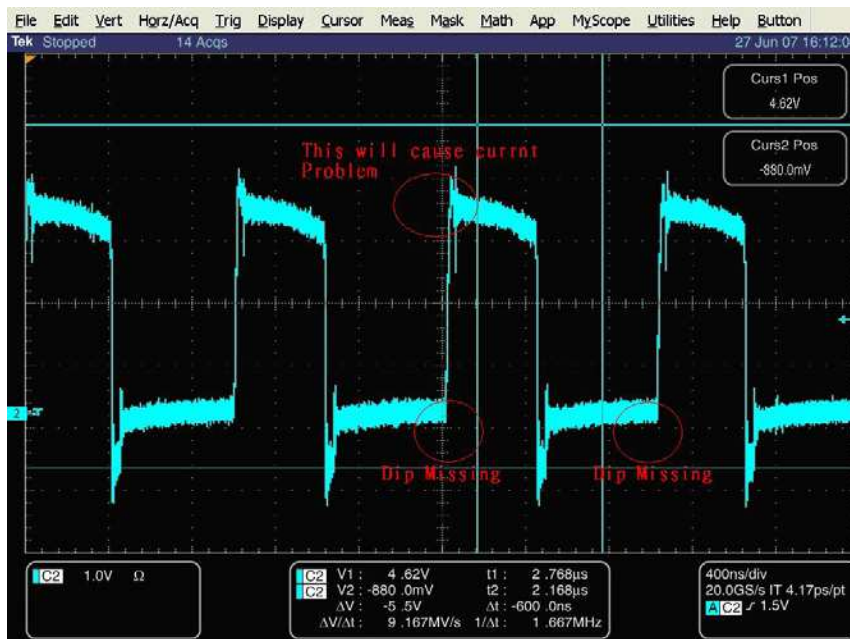 File Edit Vert Horz/Acq Trig Display Cursor Meas Mask Math App MyScope Utilities Help Button
Tek Stopped 14 Acqs 27 Jun 07 16:12:0
Curs1 Pos
4.62V
Curs2 Pos
-880.0mV
This will cause currnt
Problem
2
Dip Missing Dip Missing
C2 1.0V Ω
C2 V1 : 4 .62V t1 : 2 .768µs
C2 V2 : -880 .0mV t2 : 2 .168µs
ΔV : -5 .5V Δt : -600 .0ns
ΔV/Δt : 9 .167MV/s 1/Δt : 1 .667MHz
400ns/div
20.0GS/s IT 4.17ps/pt
A C2 1.5V